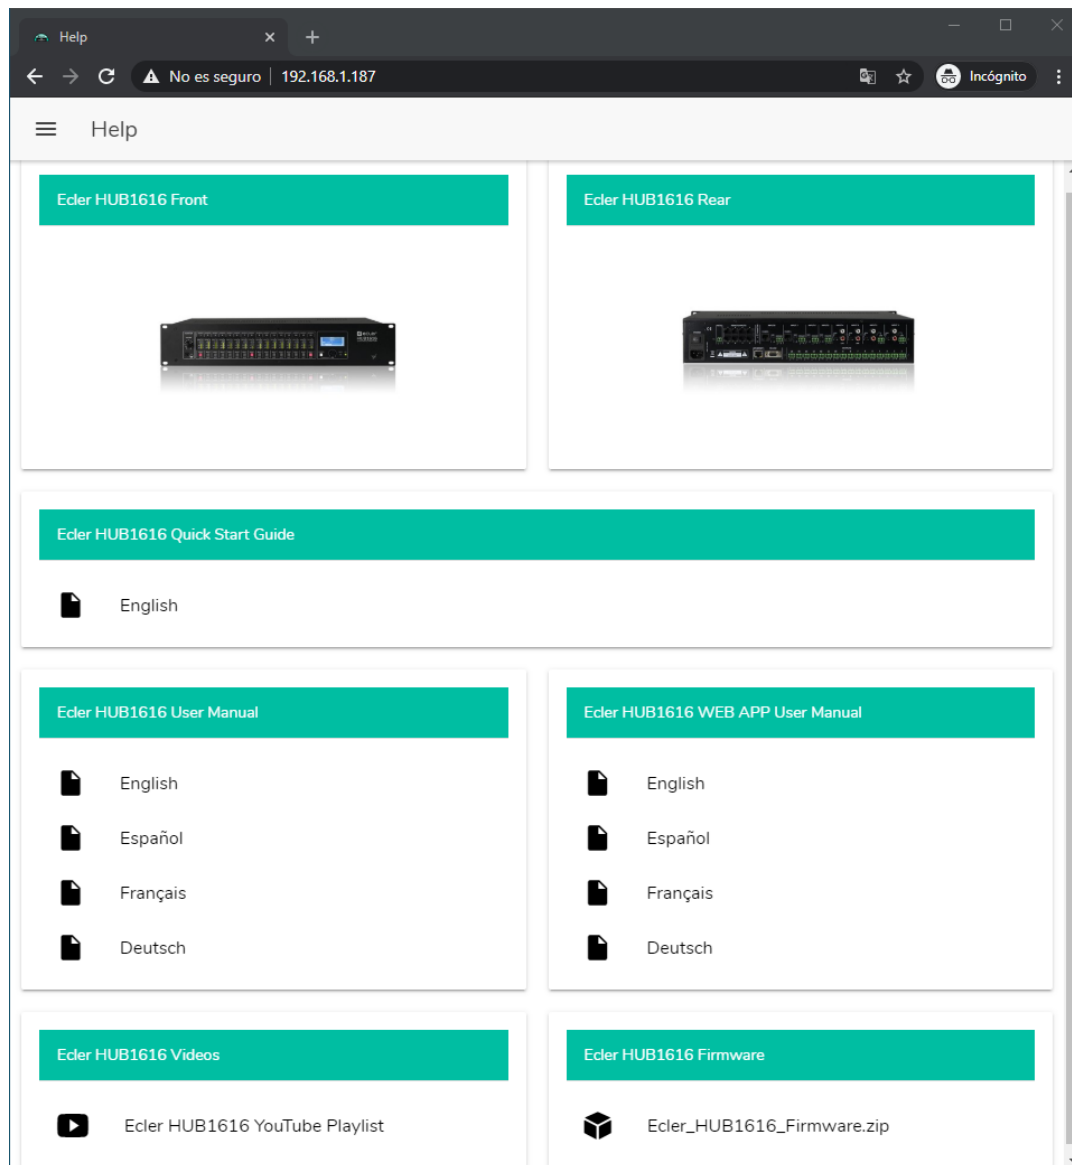 Help
No es seguro
192.168.1.187
Incógnito
Help
Ecler HUB1616 Front
Ecler HUB1616 Rear
Ecler HUB1616 Quick Start Guide
English
Ecler HUB1616 User Manual
English
Español
Français
Deutsch
Ecler HUB1616 WEB APP User Manual
English
Español
Français
Deutsch
Ecler HUB1616 Videos
Ecler HUB1616 YouTube Playlist
Ecler HUB1616 Firmware
Ecler_HUB1616_Firmware.zip